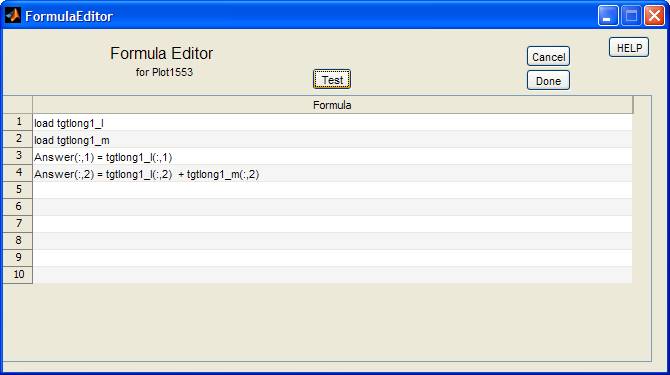 FormulaEditor
Formula Editor
for Plot1553
Test
Cancel
Done
HELP
Formula
1 load tgtlong1_l
2 load tgtlong1_m
3 Answer(:,1) = tgtlong1_l(:,1)
4 Answer(:,2) = tgtlong1_l(:,2)  + tgtlong1_m(:,2)
5
6
7
8
9
10